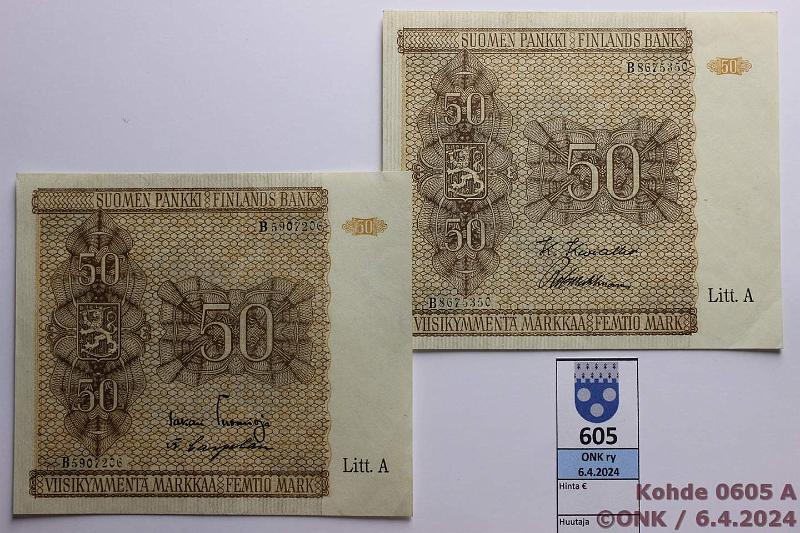 SUOMEN PANKKI FINLANDS BANK
B8675350
50
50
50
50
B8675350
Litt. A
VIISIKYMMENTÄ MARKKAA FEMTIO MARK
SUOMEN PANKKI FINLANDS BANK
B5907206
50
50
50
50
B5907206
Litt. A
VIISIKYMMENTÄ MARKKAA FEMTIO MARK
605
ONK ry
6.4.2024
Hinta €
Huutaja
Kohde 0605 A
©ONK / 6.4.2024